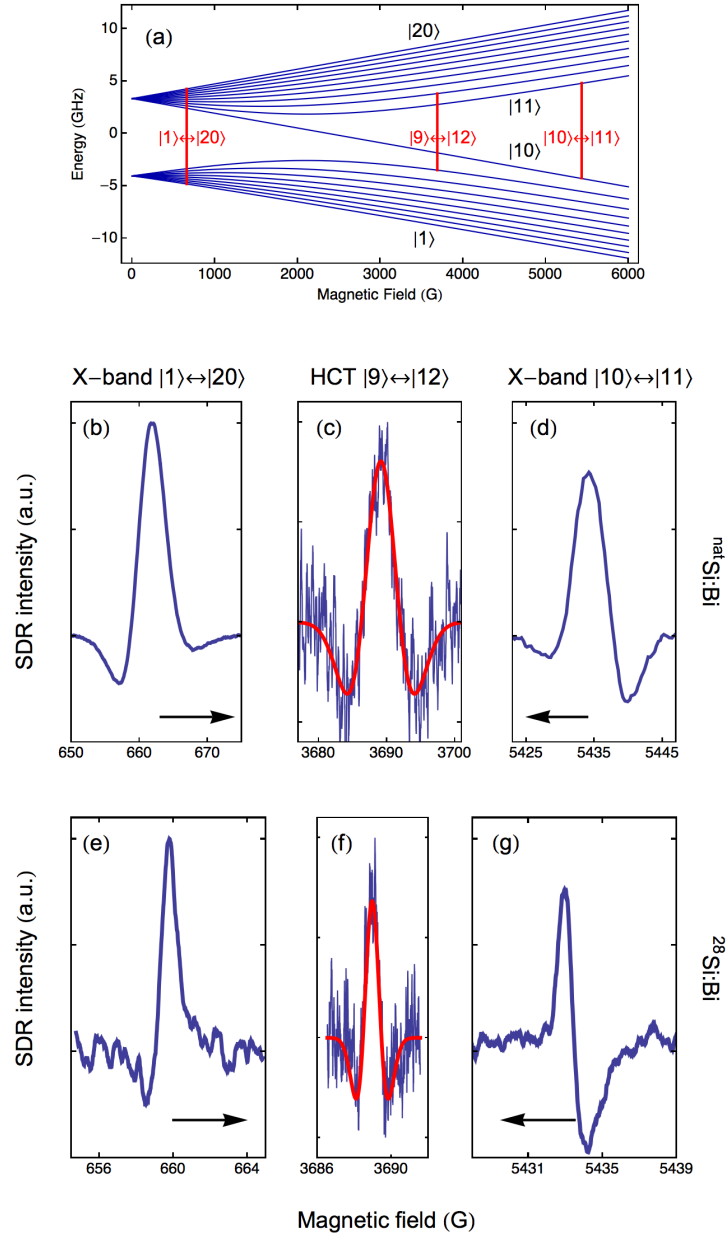 (a)
|20⟩
10
5
0
−5
−10
Energy (GHz)
|11⟩
|1⟩↔|20⟩
|9⟩↔|12⟩
|10⟩
|10⟩↔|11⟩
|1⟩
0 1000 2000 3000 4000 5000 6000
Magnetic Field (G)
X−band |1⟩↔|20⟩
HCT |9⟩↔|12⟩
X−band |10⟩↔|11⟩
(b)
(c)
(d)
SDR intensity (a.u.)
natSi:Bi
650 660 670
3680 3690 3700
5425 5435 5445
(e)
(f)
(g)
SDR intensity (a.u.)
28Si:Bi
656 660 664
3686 3690
5431 5435 5439
Magnetic field (G)